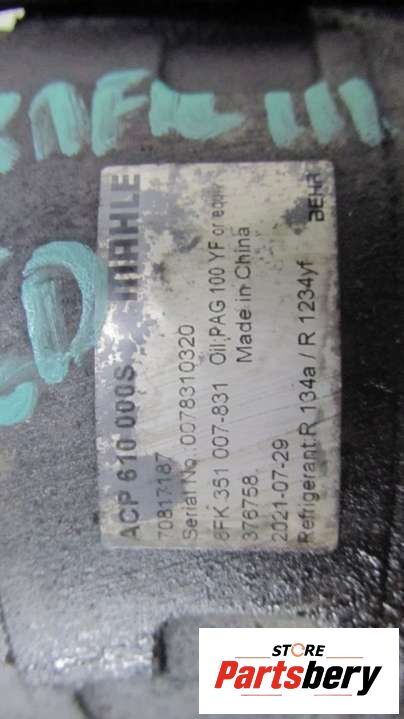 ACP 610 000S MAHLE
70817187
Serial No.:0078310320
8FK 351 007-831 Oil:PAG 100 YF or equiv
376758 Made in China
2021-07-29
Refrigerant:R 134a / R 1234yf BEHR
STORE
Partsbery